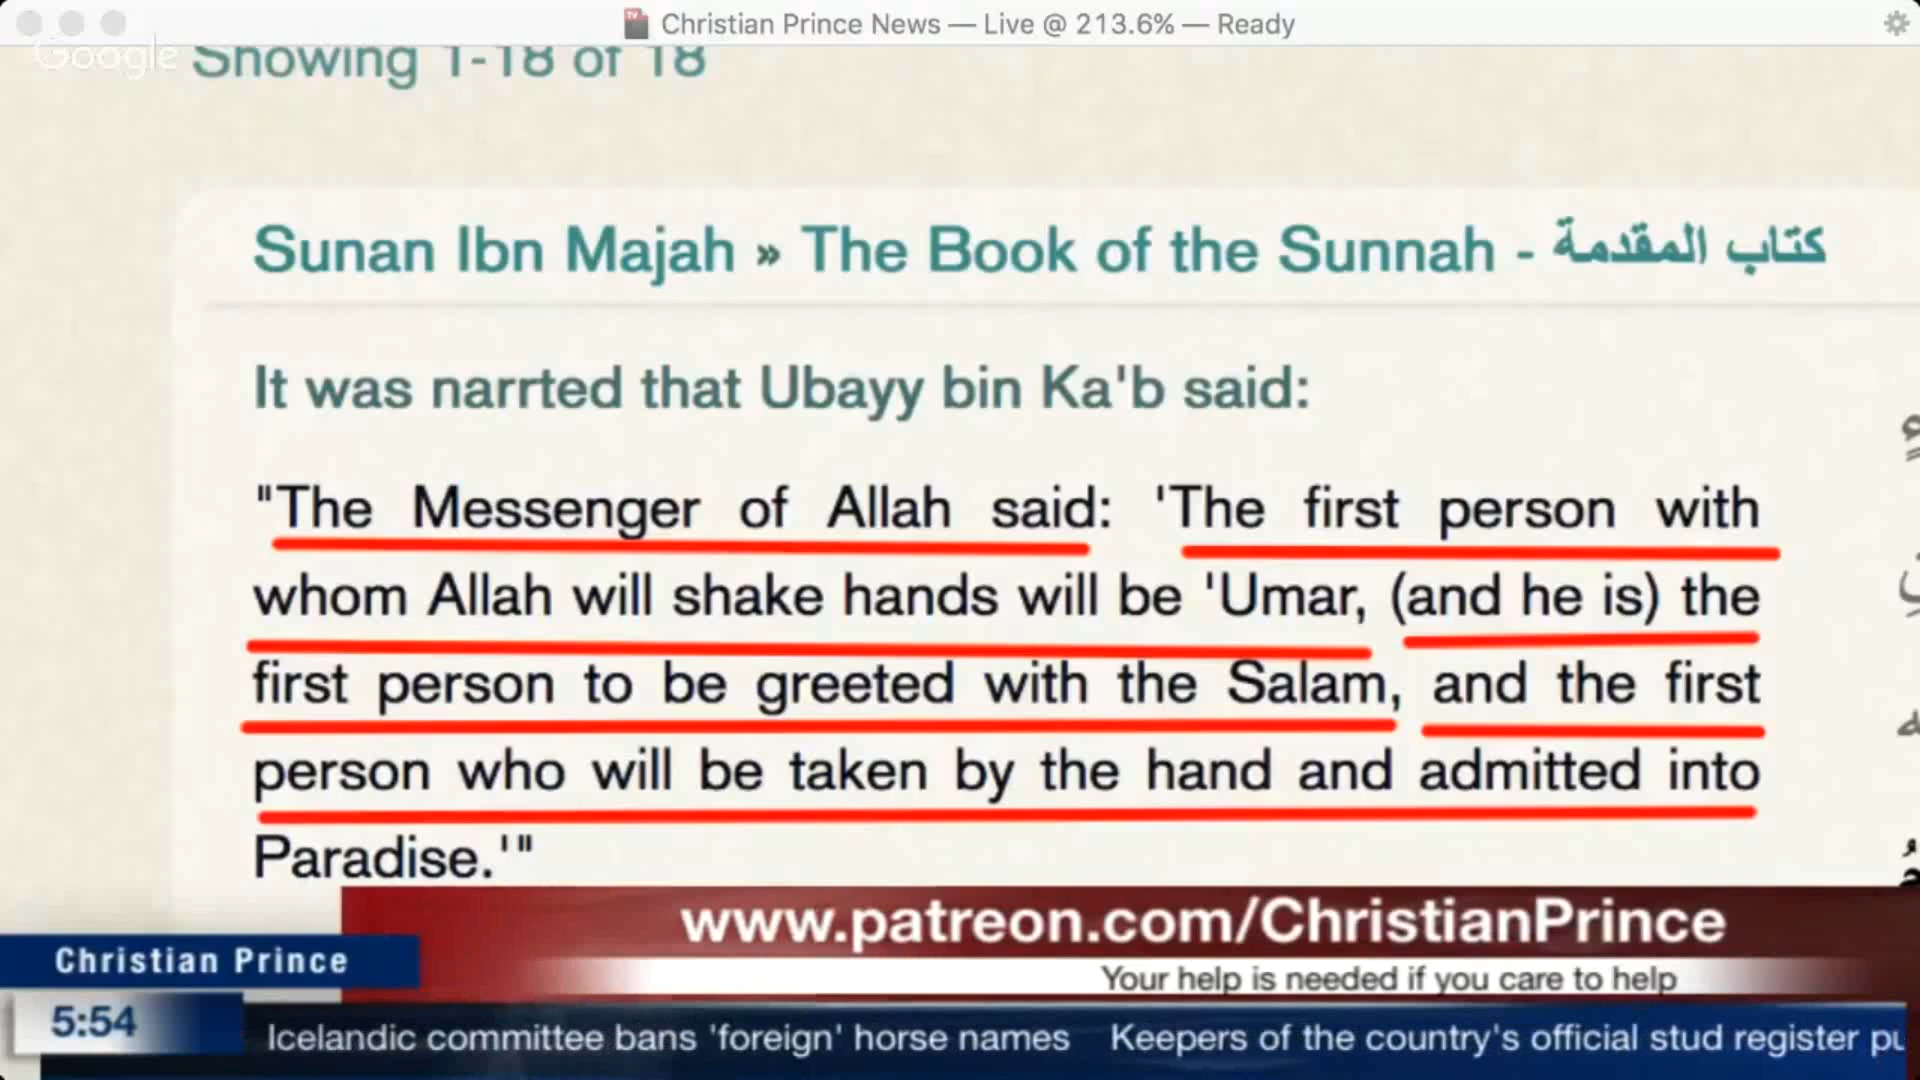 Christian Prince News — Live @ 213.6% — Ready
Google
Showing 1-18 of 18
Sunan Ibn Majah » The Book of the Sunnah - كتاب المقدمة
It was narrted that Ubayy bin Ka'b said:
"The Messenger of Allah said: 'The first person with
whom Allah will shake hands will be 'Umar, (and he is) the
first person to be greeted with the Salam, and the first
person who will be taken by the hand and admitted into
Paradise.'"
www.patreon.com/ChristianPrince
Christian Prince
Your help is needed if you care to help
5:54
Icelandic committee bans 'foreign' horse names Keepers of the country's official stud register